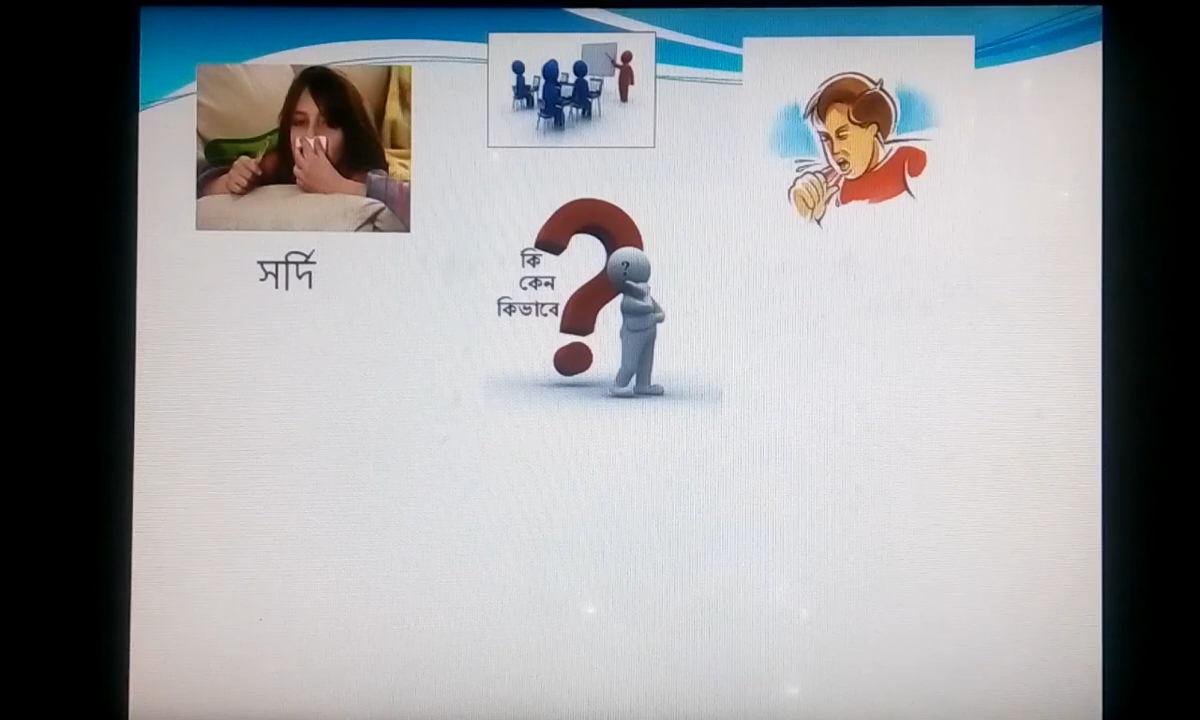 সর্দি
কি
কেন
কিভাবে
?